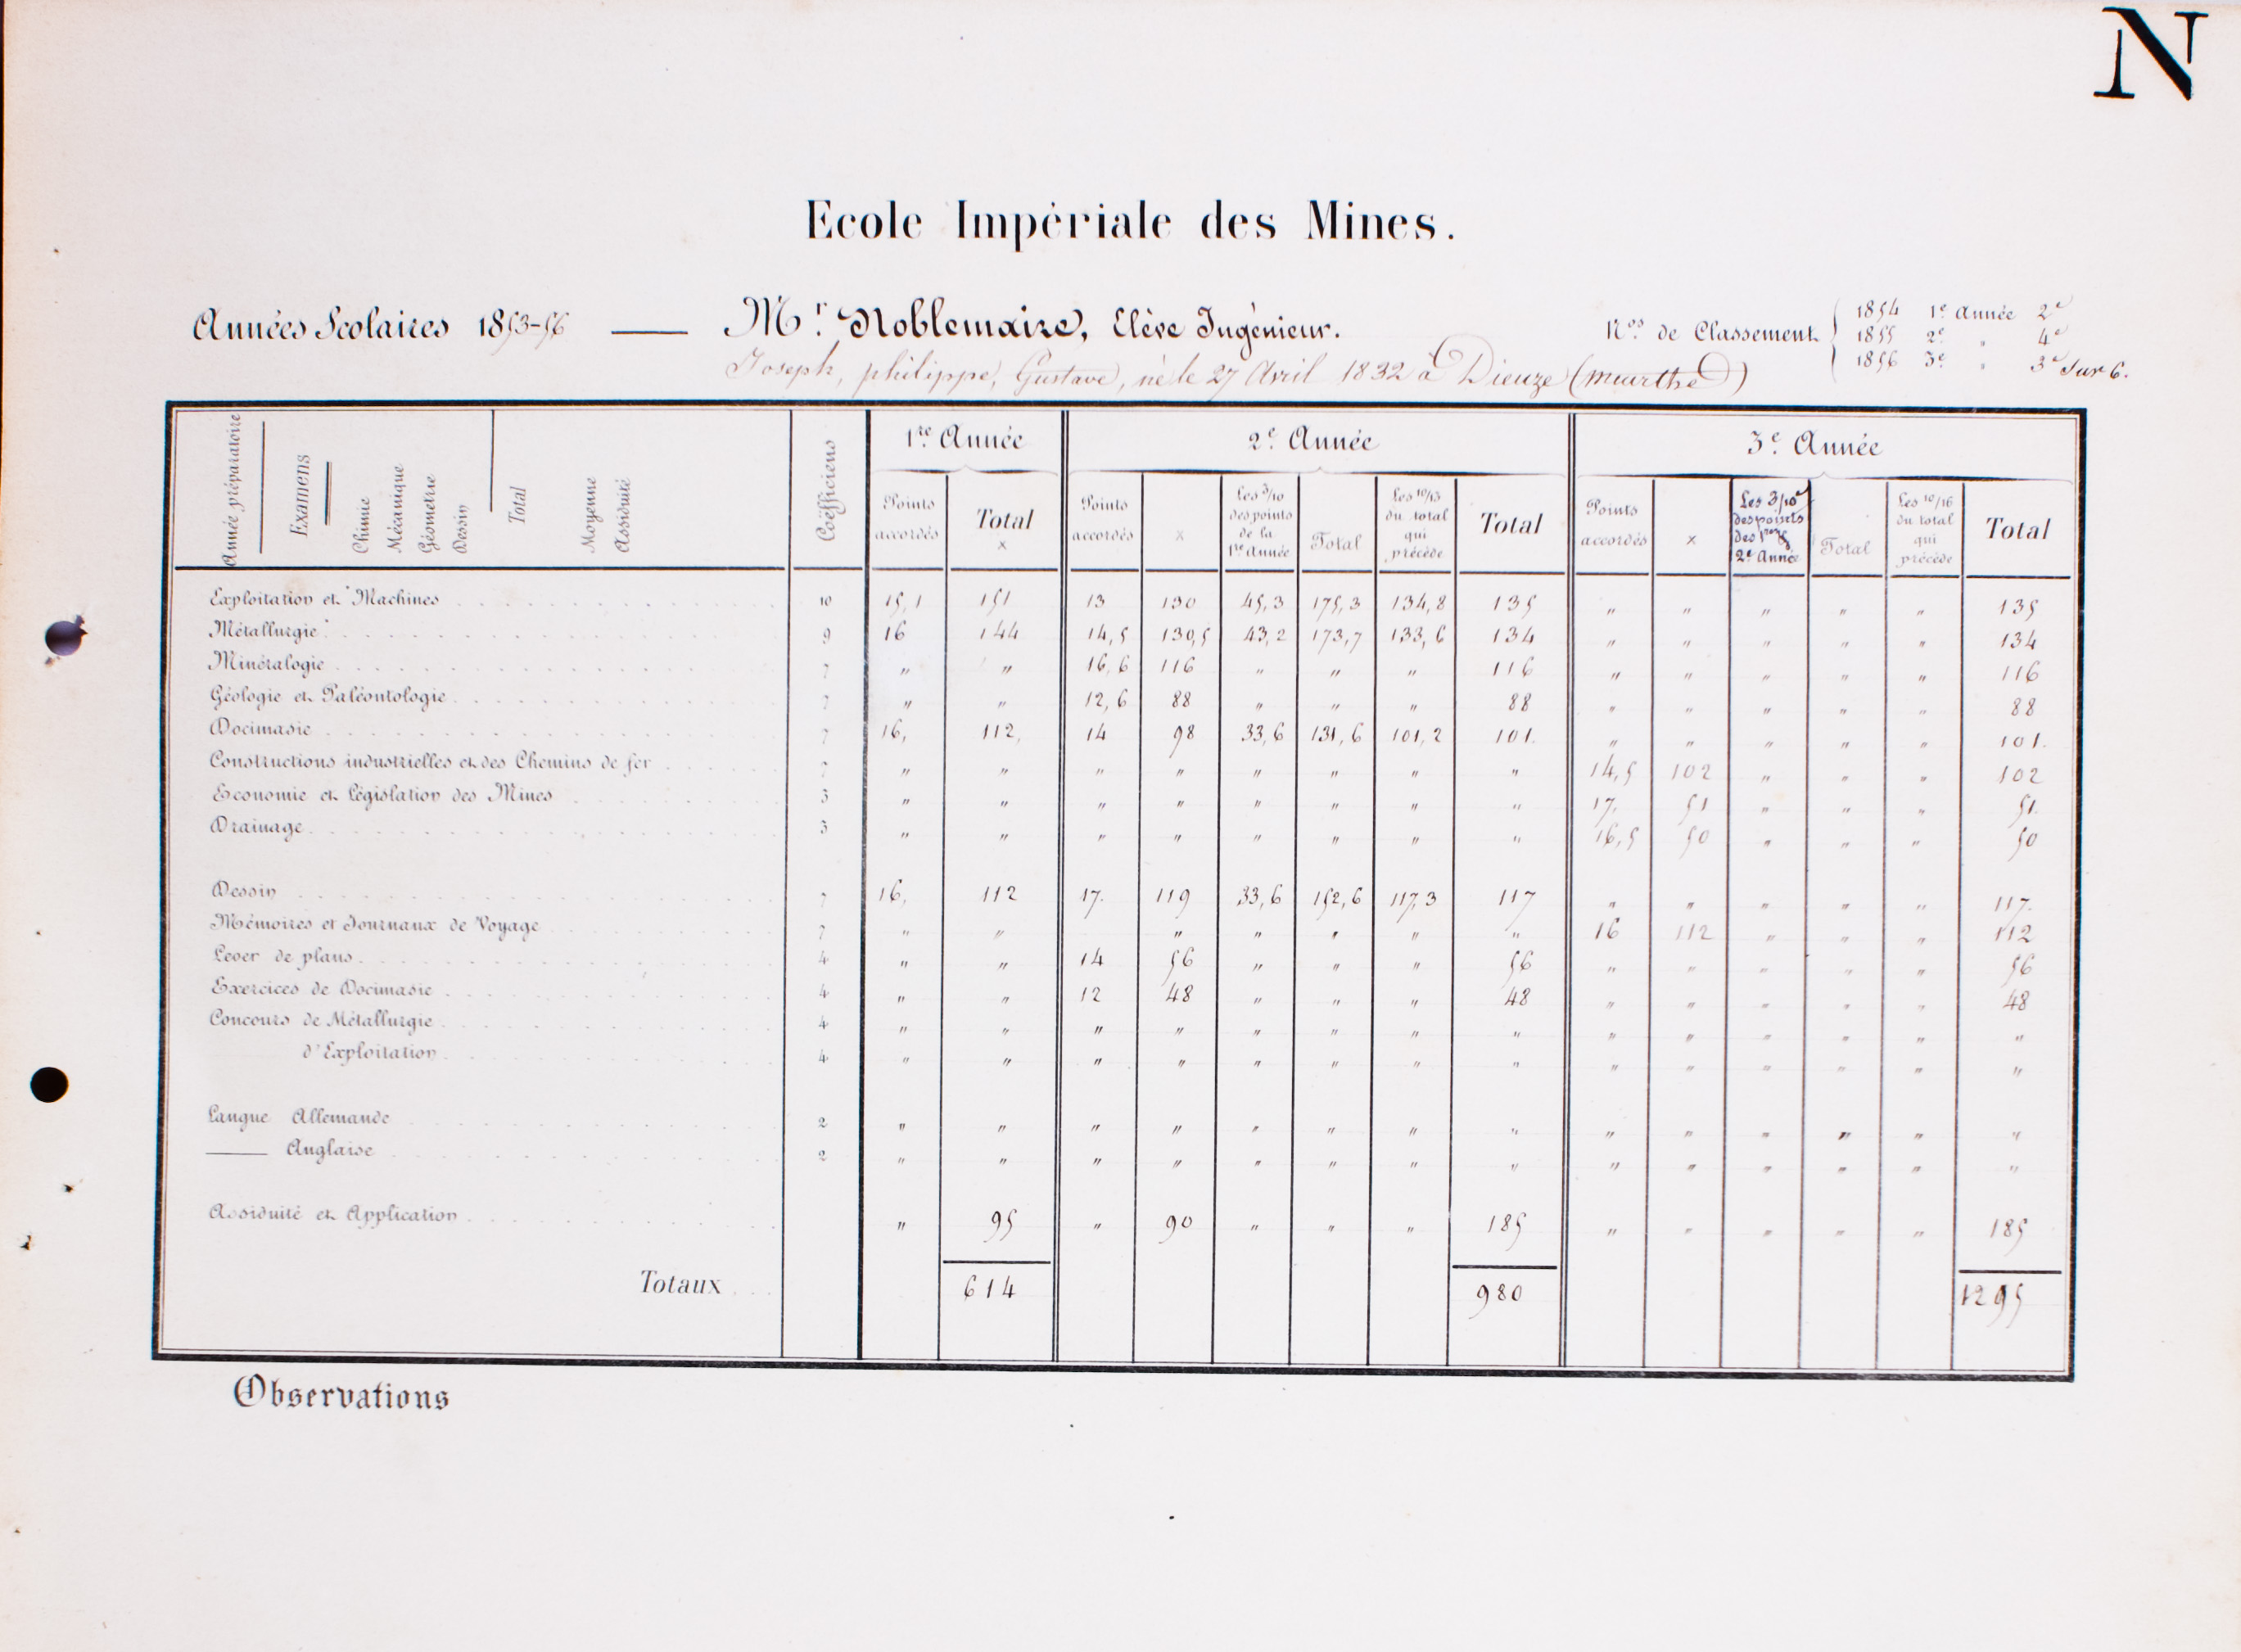 N
Ecole Impériale des Mines.
Années Scolaires 1853-56 — Mr. Noblemaire, Elève Ingénieur.
Joseph, philippe, Gustave, né le 27 Avril 1832 à Dieuze (meurthe)
Nos de Classement
1854 1e Année 2e
1855 2e " 4e
1856 3e " 3e Sur 6.
Année préparatoire
Examens
Chimie
Mécanique
Géométrie
Dessin
Total
Moyenne
Assiduité
Coëfficiens
1re Année
2e Année
3e Année
Points accordés
Total x
Points accordés
x
Les 3/10 des points de la 1re Année
Total
Les 10/13 du total qui précède
Total
Points accordés
x
Les 3/10e des points des 1re & 2e Année
Total
Les 10/16 du total qui précède
Total
Exploitation et Machines 10 15,1 151 13 130 45,3 175,3 134,8 135 " " " " " 135
Métallurgie 9 16 144 14,5 130,5 43,2 173,7 133,6 134 " " " " " 134
Minéralogie 7 " " 16,6 116 " " " 116 " " " " " 116
Géologie et Paléontologie 7 " " 12,6 88 " " " 88 " " " " " 88
Docimasie 7 16, 112, 14 98 33,6 131,6 101,2 101. " " " " " 101.
Constructions industrielles et des Chemins de fer 7 " " " " " " " " 14,5 102 " " " 102
Economie et Législation des Mines 3 " " " " " " " " 17. 51 " " " 51.
Drainage 3 " " " " " " " " 16,5 50 " " " 50
Dessin 7 16, 112 17. 119 33,6 152,6 117,3 117 " " " " " 117.
Mémoires et Journaux de Voyage 7 " " " " " " " 16 112 " " " 112
Lever de plans 4 " " 14 56 " " " 56 " " " " " 56
Exercices de Docimasie 4 " " 12 48 " " " 48 " " " " " 48
Concours de Métallurgie 4 " " " " " " " " " " " " " "
d'Exploitation 4 " " " " " " " " " " " " " "
Langue Allemande 2 " " " " " " " " " " " " " "
— Anglaise 2 " " " " " " " " " " " " " "
Assiduité et Application " 95 " 90 " " " 185 " " " " " 185
Totaux 614 980 1295
Observations